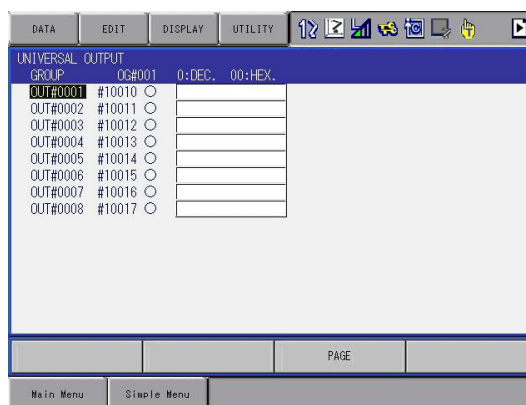 DATA EDIT DISPLAY UTILITY
UNIVERSAL OUTPUT
GROUP OG#001 0:DEC. 00:HEX.
OUT#0001 #10010
OUT#0002 #10011
OUT#0003 #10012
OUT#0004 #10013
OUT#0005 #10014
OUT#0006 #10015
OUT#0007 #10016
OUT#0008 #10017
PAGE
Main Menu Simple Menu